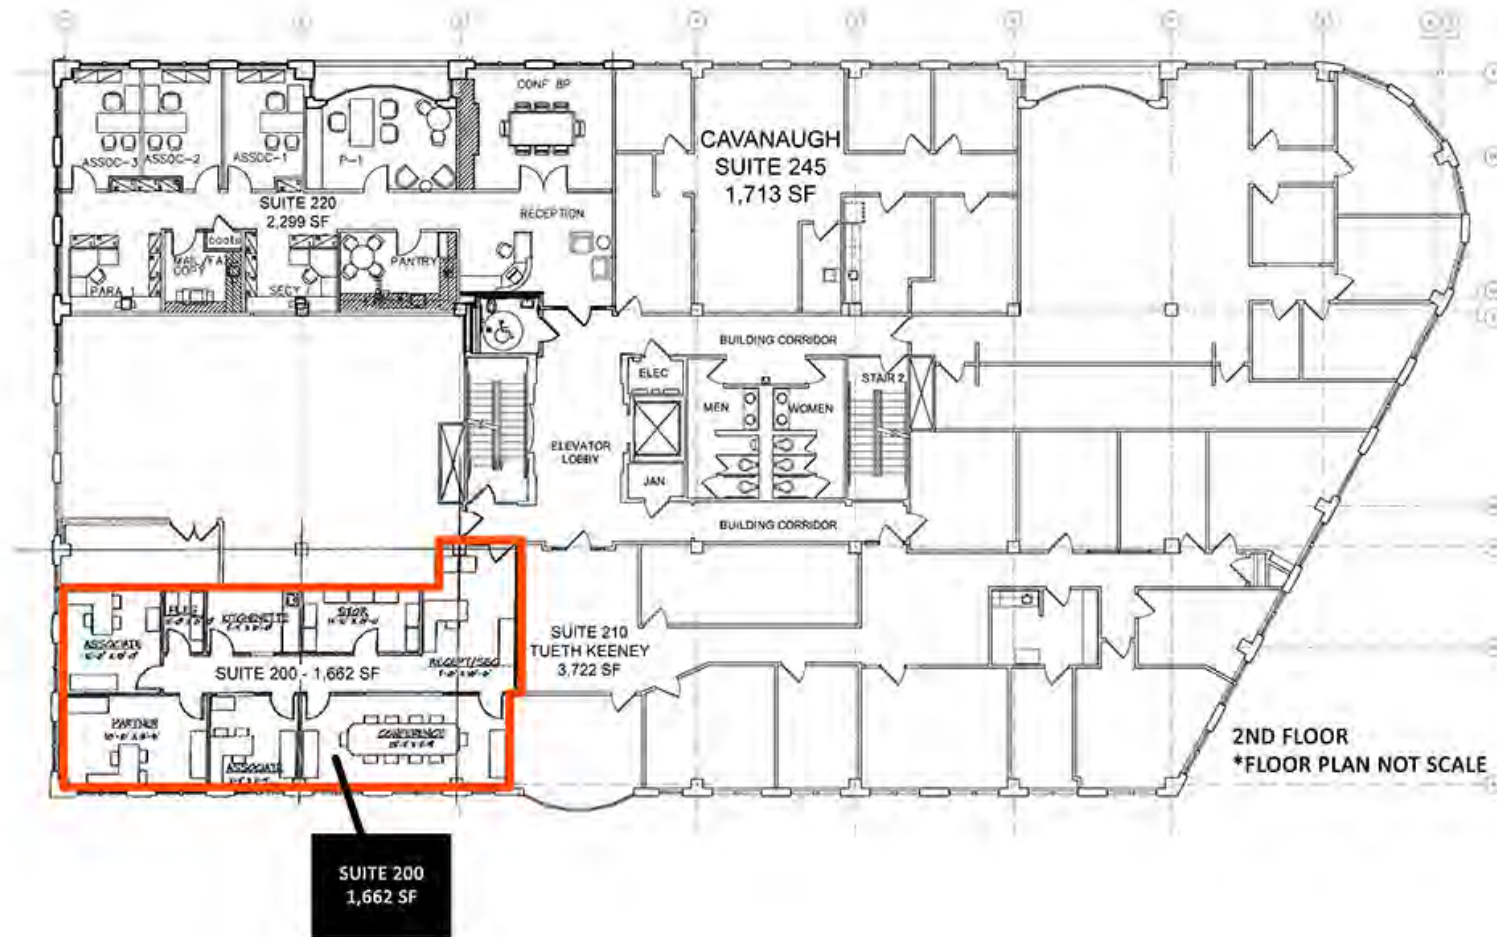 CONF 8P
ASSOC-3
ASSOC-2
ASSOC-1
P-1
CAVANAUGH
SUITE 245
1,713 SF
SUITE 220
2,299 SF
RECEPTION
PANTRY
COPY
PARA 1
SECY 1
BUILDING CORRIDOR
ELEC
STAIR 2
MEN
WOMEN
ELEVATOR
LOBBY
JAN
BUILDING CORRIDOR
KITCHENETTE
STOR
ASSOCIATE
SUITE 200 - 1,662 SF
RECEPT/SEC
SUITE 210
TUETH KEENEY
3,722 SF
PARTNER
CONFERENCE
ASSOCIATE
2ND FLOOR
*FLOOR PLAN NOT SCALE
SUITE 200
1,662 SF